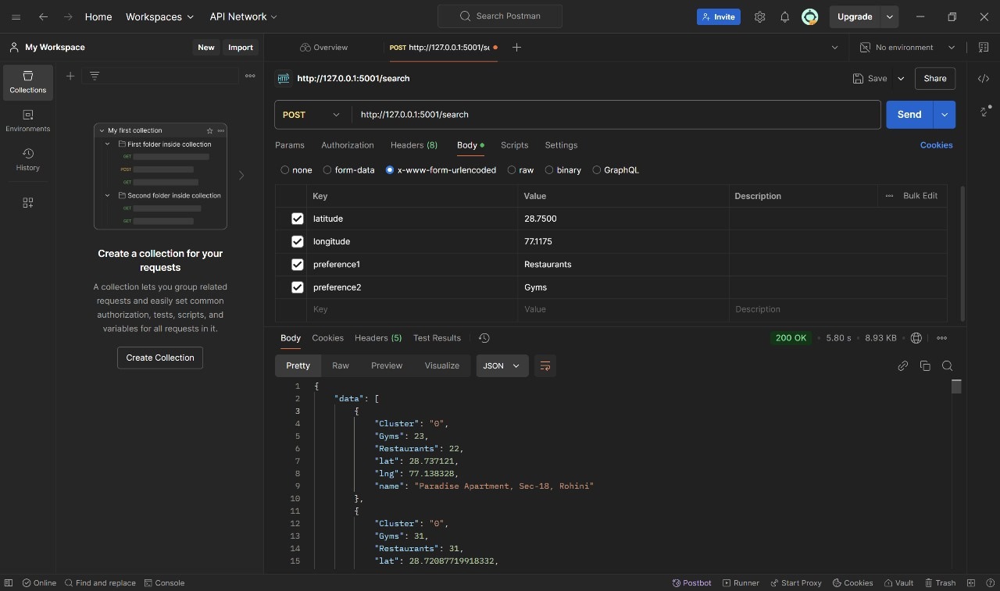 Home Workspaces API Network Search Postman Invite Upgrade
My Workspace New Import Overview POST http://127.0.0.1:5001/se No environment
Collections
Environments
History
My first collection
First folder inside collection
GET
POST
GET
Second folder inside collection
GET
GET
Create a collection for your
requests
A collection lets you group related
requests and easily set common
authorization, tests, scripts, and
variables for all requests in it.
Create Collection
HTTP http://127.0.0.1:5001/search Save Share
POST http://127.0.0.1:5001/search Send
Params Authorization Headers (8) Body Scripts Settings Cookies
none form-data x-www-form-urlencoded raw binary GraphQL
Key Value Description Bulk Edit
latitude 28.7500
longitude 77.1175
preference1 Restaurants
preference2 Gyms
Key Value Description
Body Cookies Headers (5) Test Results 200 OK 5.80 s 8.93 KB
Pretty Raw Preview Visualize JSON
1 {
2 "data": [
3 {
4 "Cluster": "0",
5 "Gyms": 23,
6 "Restaurants": 22,
7 "lat": 28.737121,
8 "lng": 77.138328,
9 "name": "Paradise Apartment, Sec-18, Rohini"
10 },
11 {
12 "Cluster": "0",
13 "Gyms": 31,
14 "Restaurants": 31,
15 "lat": 28.72087719918332,
Online Find and replace Console Postbot Runner Start Proxy Cookies Vault Trash